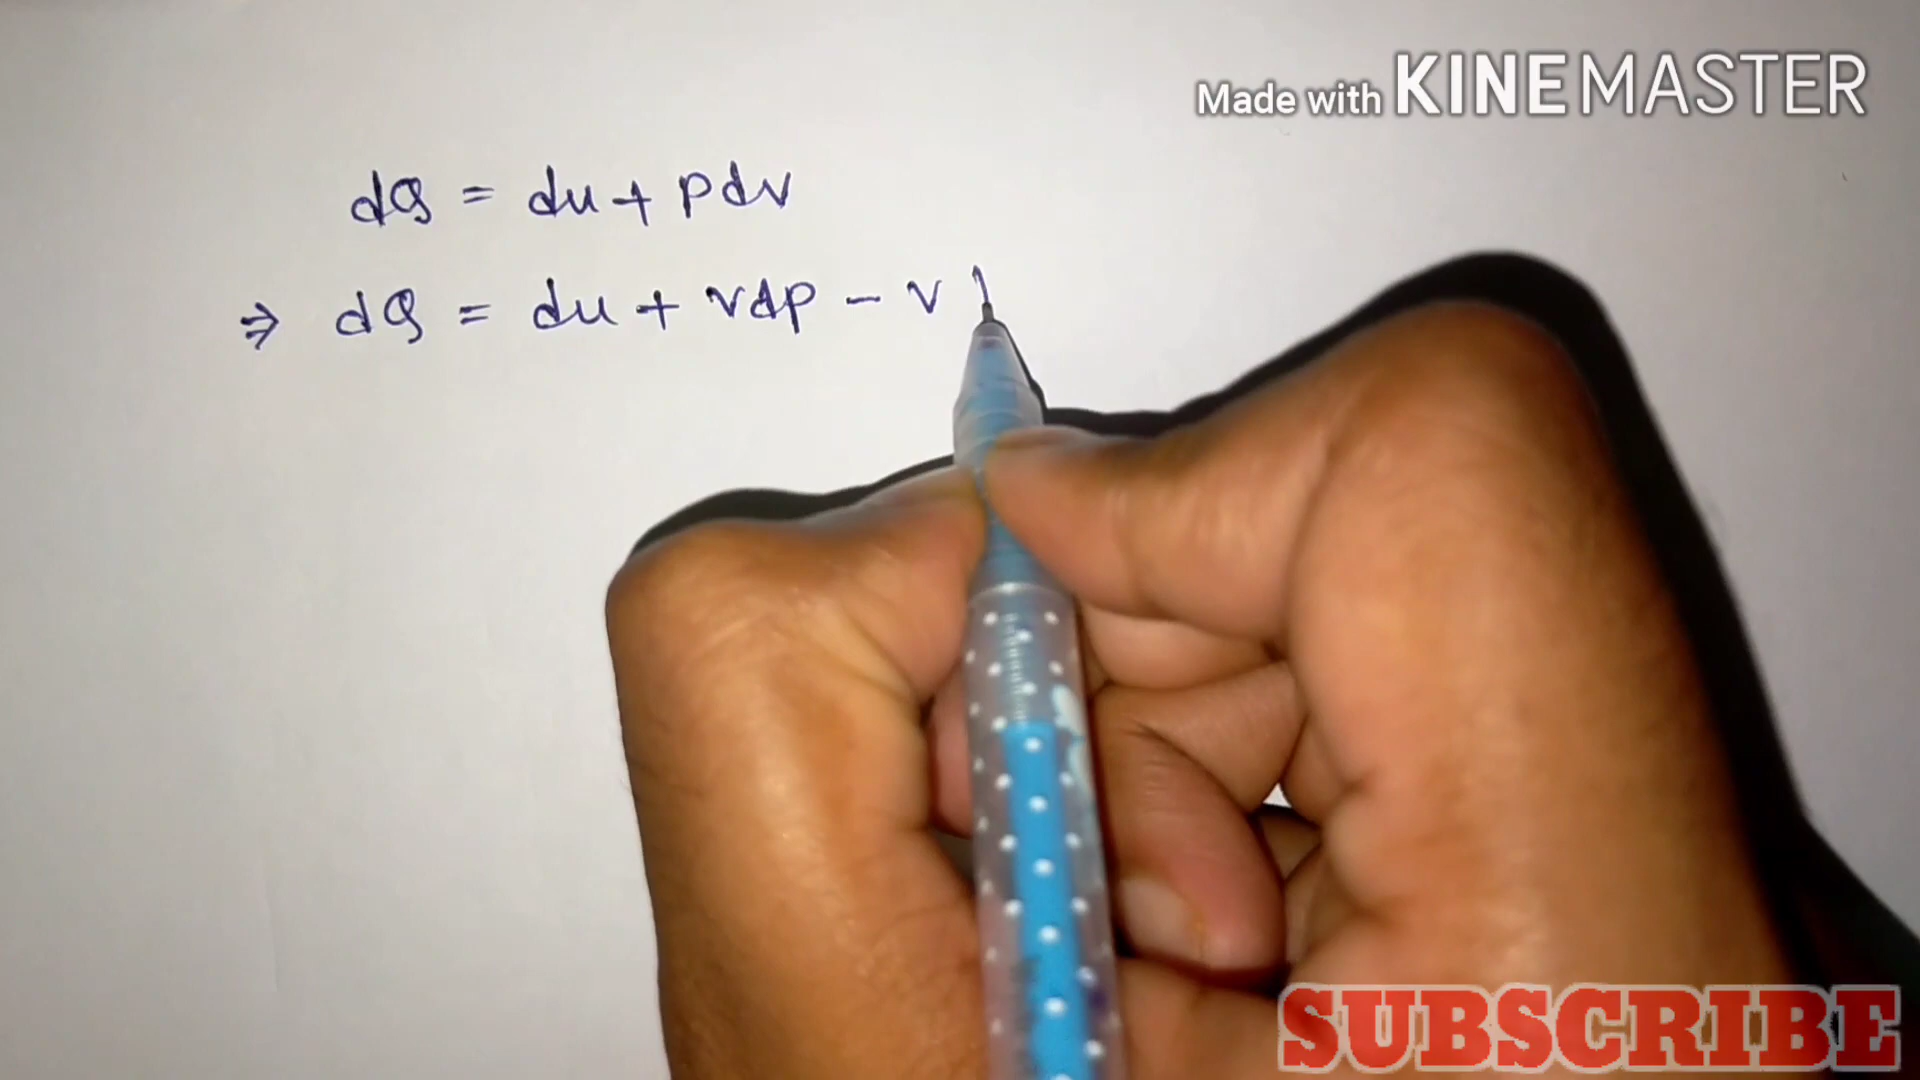 Made with KINEMASTER
dQ = du + pdv
⇒ dQ = du + vdp - v
SUBSCRIBE